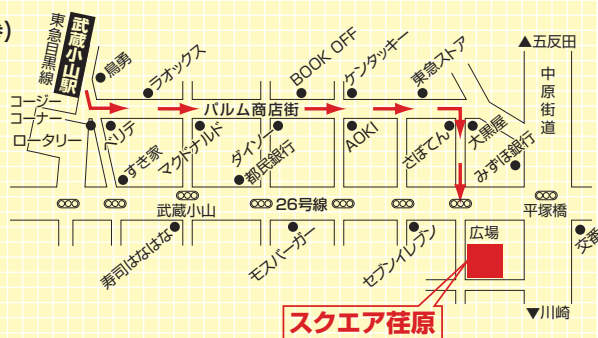 武蔵小山駅
東急目黒線
鳥勇
ラオックス
BOOK OFF
ケンタッキー
東急ストア
▲五反田
中原街道
コージー
コーナー
ロータリー
パルム商店街
ベリテ
すき家
マクドナルド
ダイソー
都民銀行
AOKI
さぼてん
大黒屋
みずほ銀行
武蔵小山
26号線
平塚橋
寿司はなはな
モスバーガー
セブンイレブン
広場
交番
スクエア荏原
▼川崎